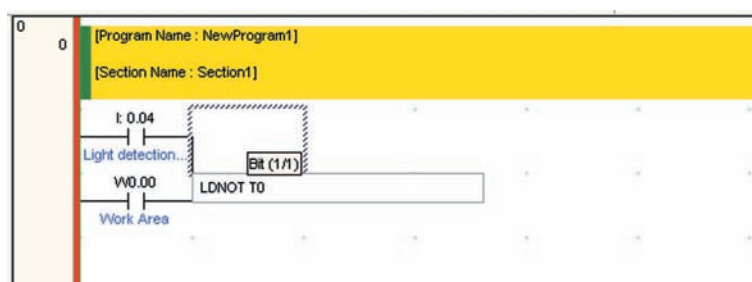 0
0
[Program Name : NewProgram1]
[Section Name : Section1]
I: 0.04
Light detection...
Bit (1/1)
W0.00
LDNOT T0
Work Area